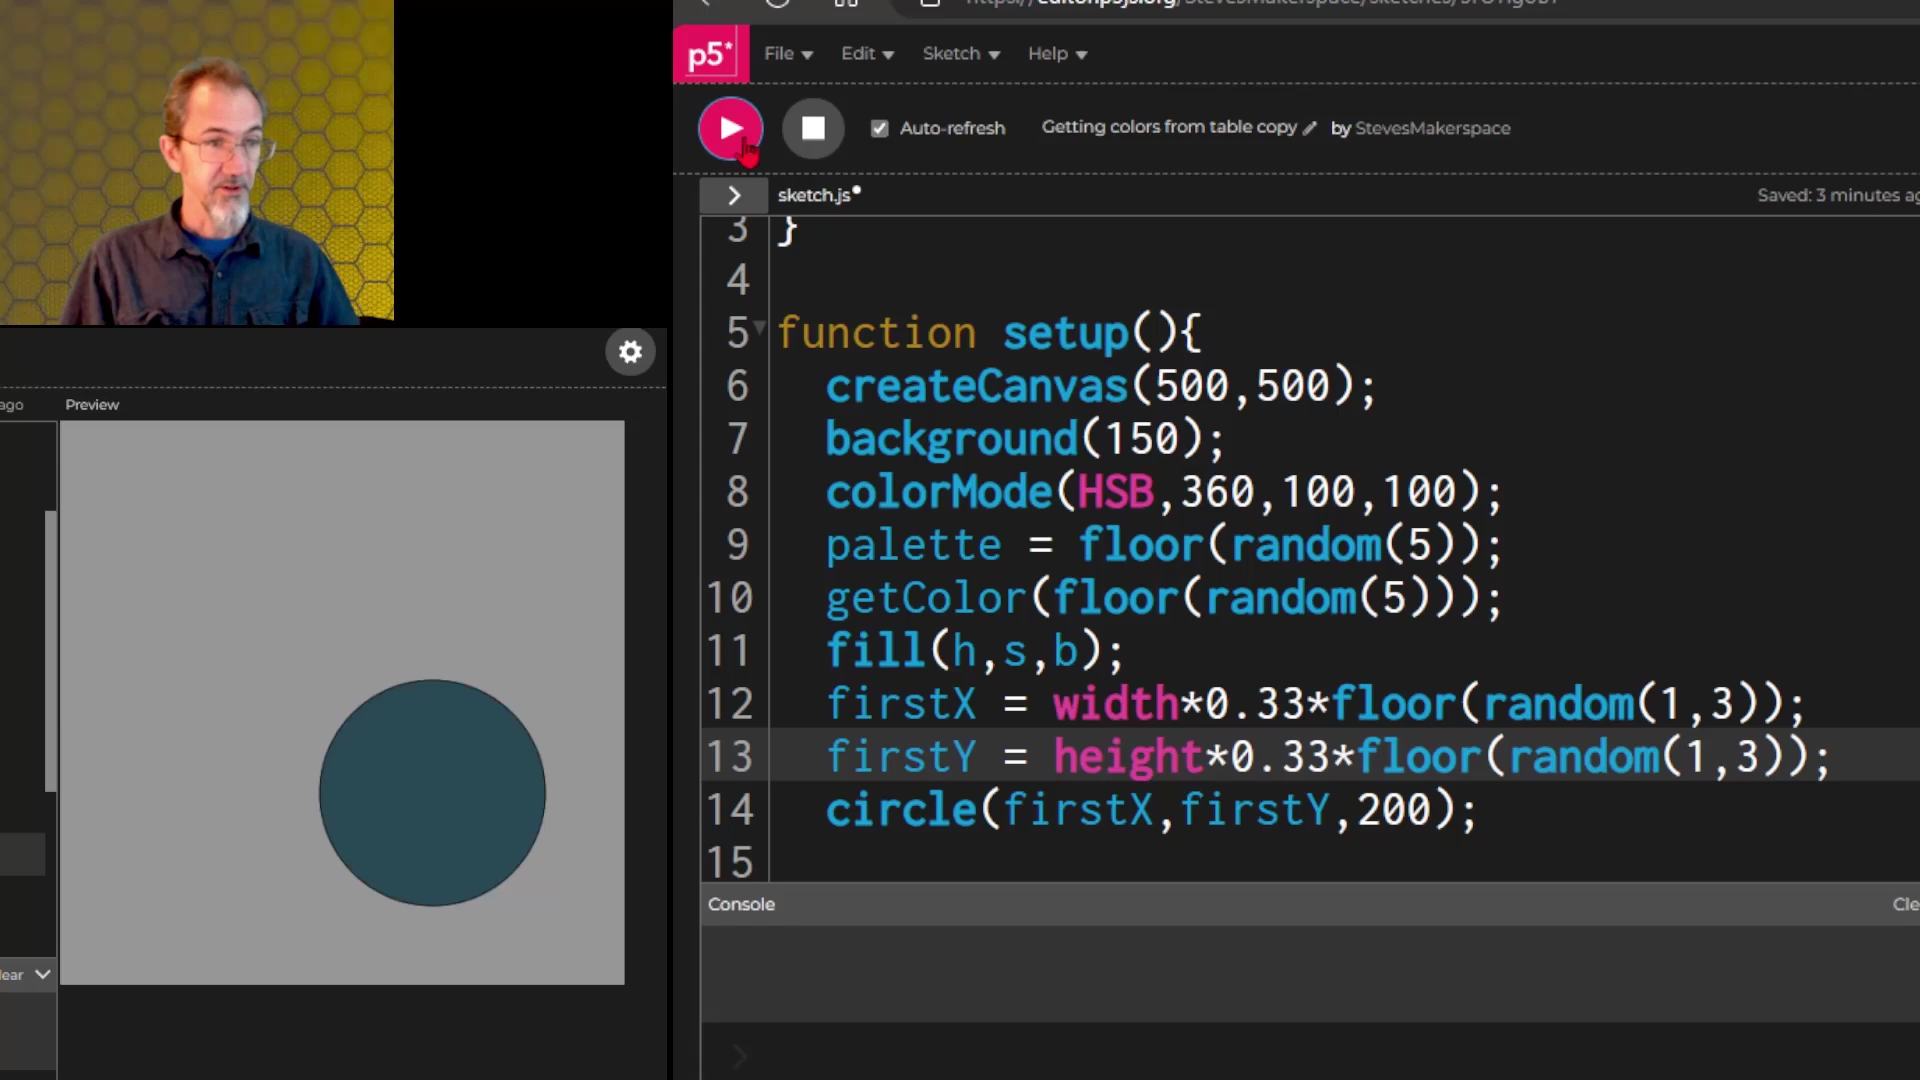 p5*
File
Edit
Sketch
Help
Auto-refresh
Getting colors from table copy
by StevesMakerspace
sketch.js
Saved: 3 minutes
ago
Preview
3 }
4
5 function setup(){
6 createCanvas(500,500);
7 background(150);
8 colorMode(HSB,360,100,100);
9 palette = floor(random(5));
10 getColor(floor(random(5)));
11 fill(h,s,b);
12 firstX = width*0.33*floor(random(1,3));
13 firstY = height*0.33*floor(random(1,3));
14 circle(firstX,firstY,200);
15
Console